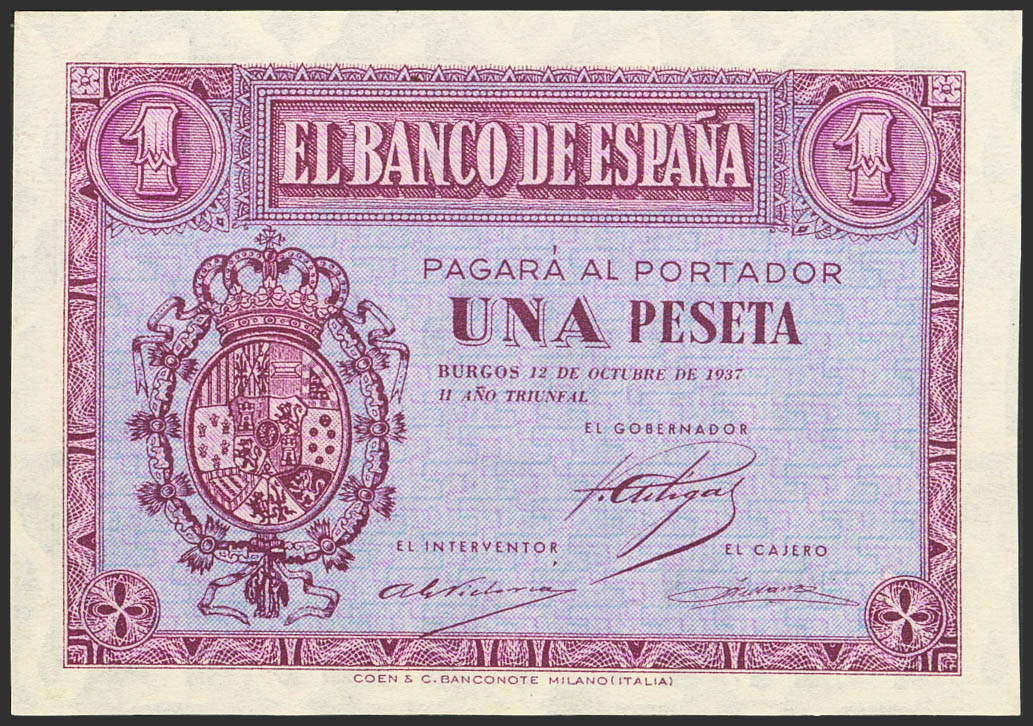 1 EL BANCO DE ESPAÑA 1
PAGARÁ AL PORTADOR
UNA PESETA
BURGOS 12 DE OCTUBRE DE 1937
II AÑO TRIUNFAL
EL GOBERNADOR
EL INTERVENTOR
EL CAJERO
COEN & C. BANCONOTE MILANO (ITALIA)